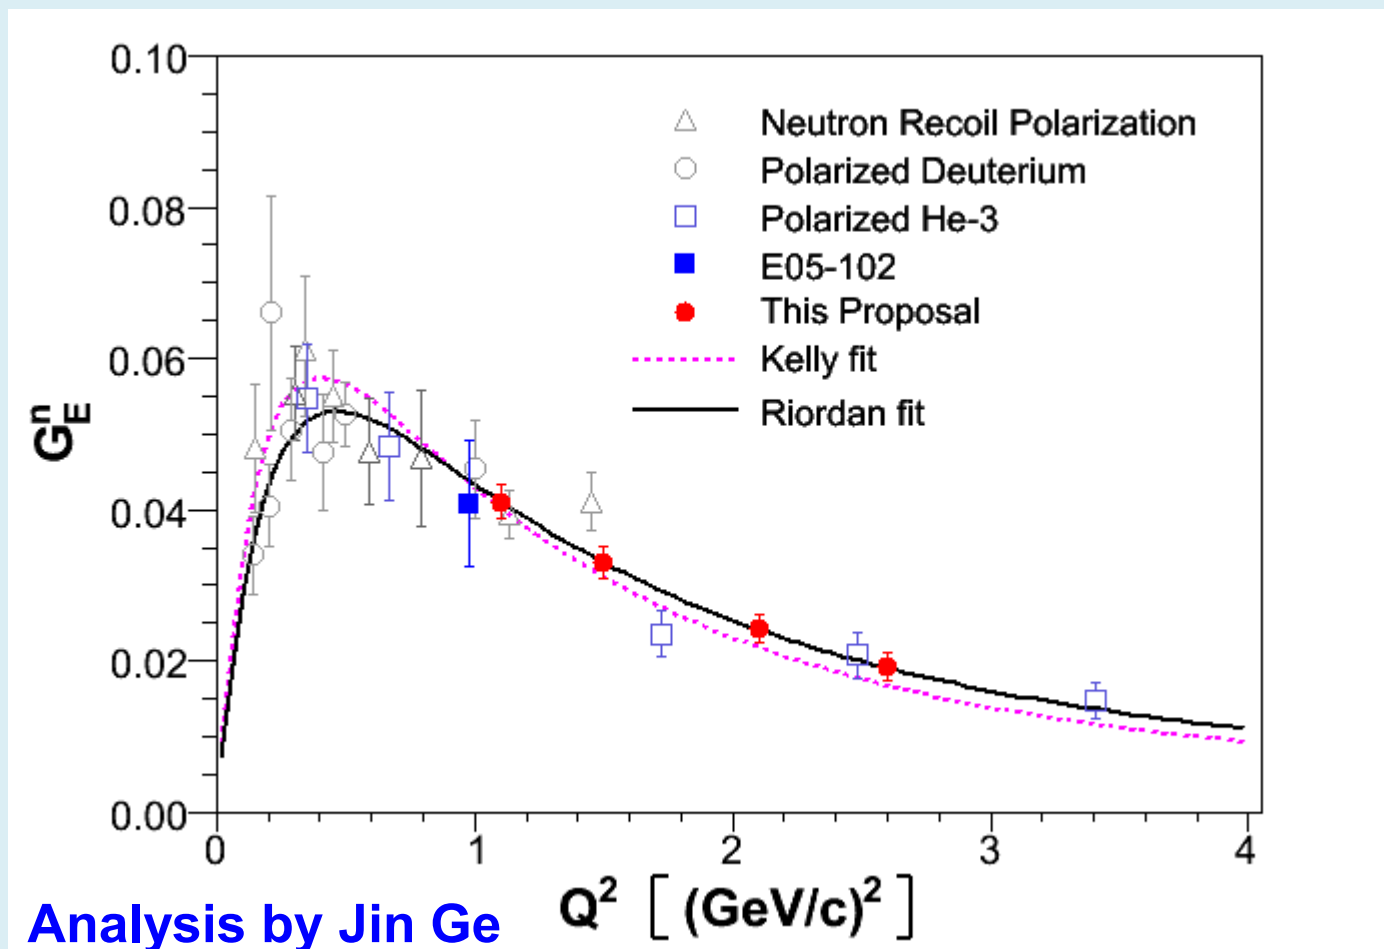 0.10
0.08
0.06
0.04
0.02
0.00
G_E^n
Neutron Recoil Polarization
Polarized Deuterium
Polarized He-3
E05-102
This Proposal
Kelly fit
Riordan fit
0 1 2 3 4
Q² [ (GeV/c)² ]
Analysis by Jin Ge